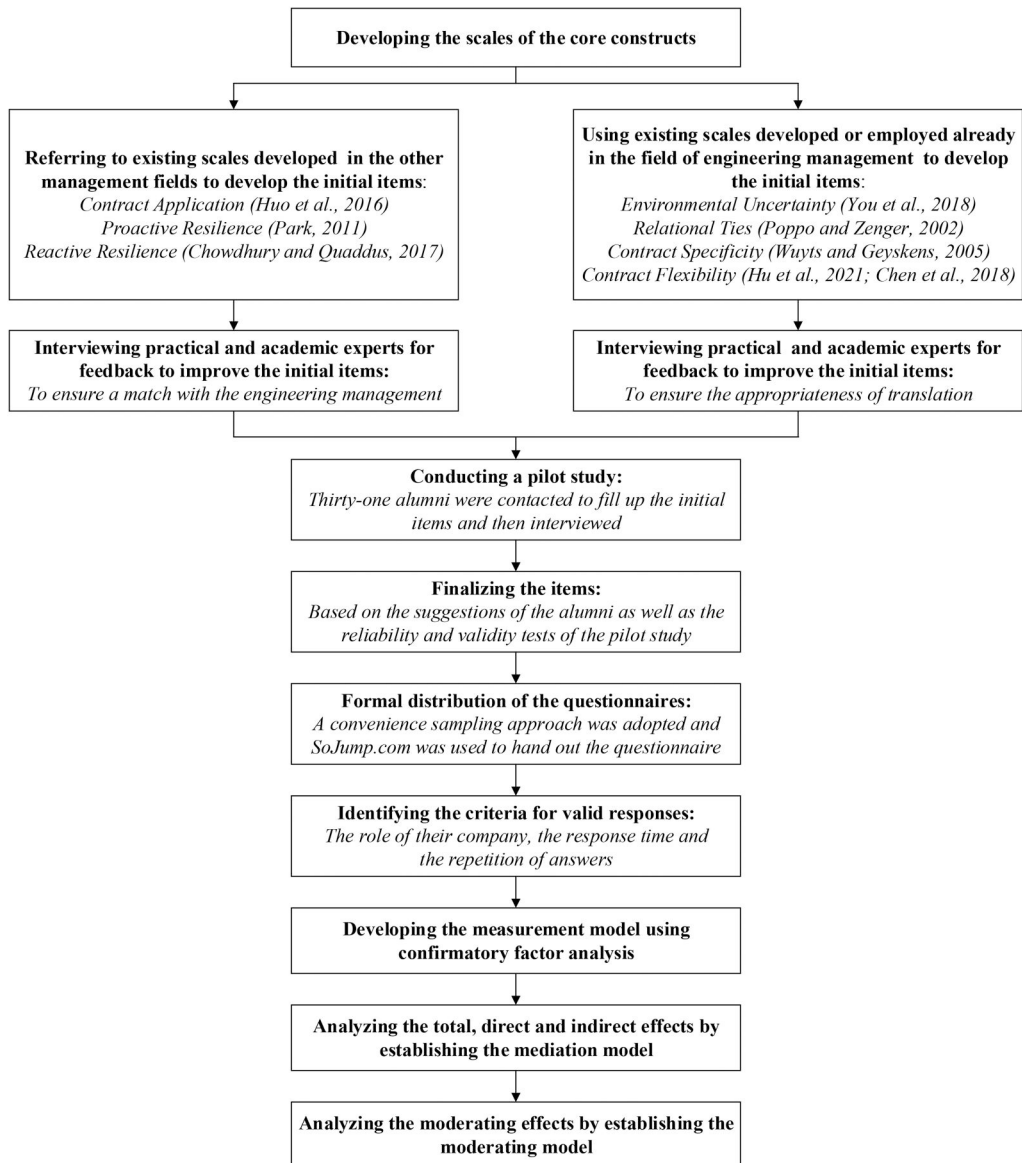 Developing the scales of the core constructs
Referring to existing scales developed in the other
management fields to develop the initial items:
Contract Application (Huo et al., 2016)
Proactive Resilience (Park, 2011)
Reactive Resilience (Chowdhury and Quaddus, 2017)
Using existing scales developed or employed already
in the field of engineering management to develop
the initial items:
Environmental Uncertainty (You et al., 2018)
Relational Ties (Poppo and Zenger, 2002)
Contract Specificity (Wuyts and Geyskens, 2005)
Contract Flexibility (Hu et al., 2021; Chen et al., 2018)
Interviewing practical and academic experts for
feedback to improve the initial items:
To ensure a match with the engineering management
Interviewing practical and academic experts for
feedback to improve the initial items:
To ensure the appropriateness of translation
Conducting a pilot study:
Thirty-one alumni were contacted to fill up the initial
items and then interviewed
Finalizing the items:
Based on the suggestions of the alumni as well as the
reliability and validity tests of the pilot study
Formal distribution of the questionnaires:
A convenience sampling approach was adopted and
SoJump.com was used to hand out the questionnaire
Identifying the criteria for valid responses:
The role of their company, the response time and
the repetition of answers
Developing the measurement model using
confirmatory factor analysis
Analyzing the total, direct and indirect effects by
establishing the mediation model
Analyzing the moderating effects by establishing the
moderating model